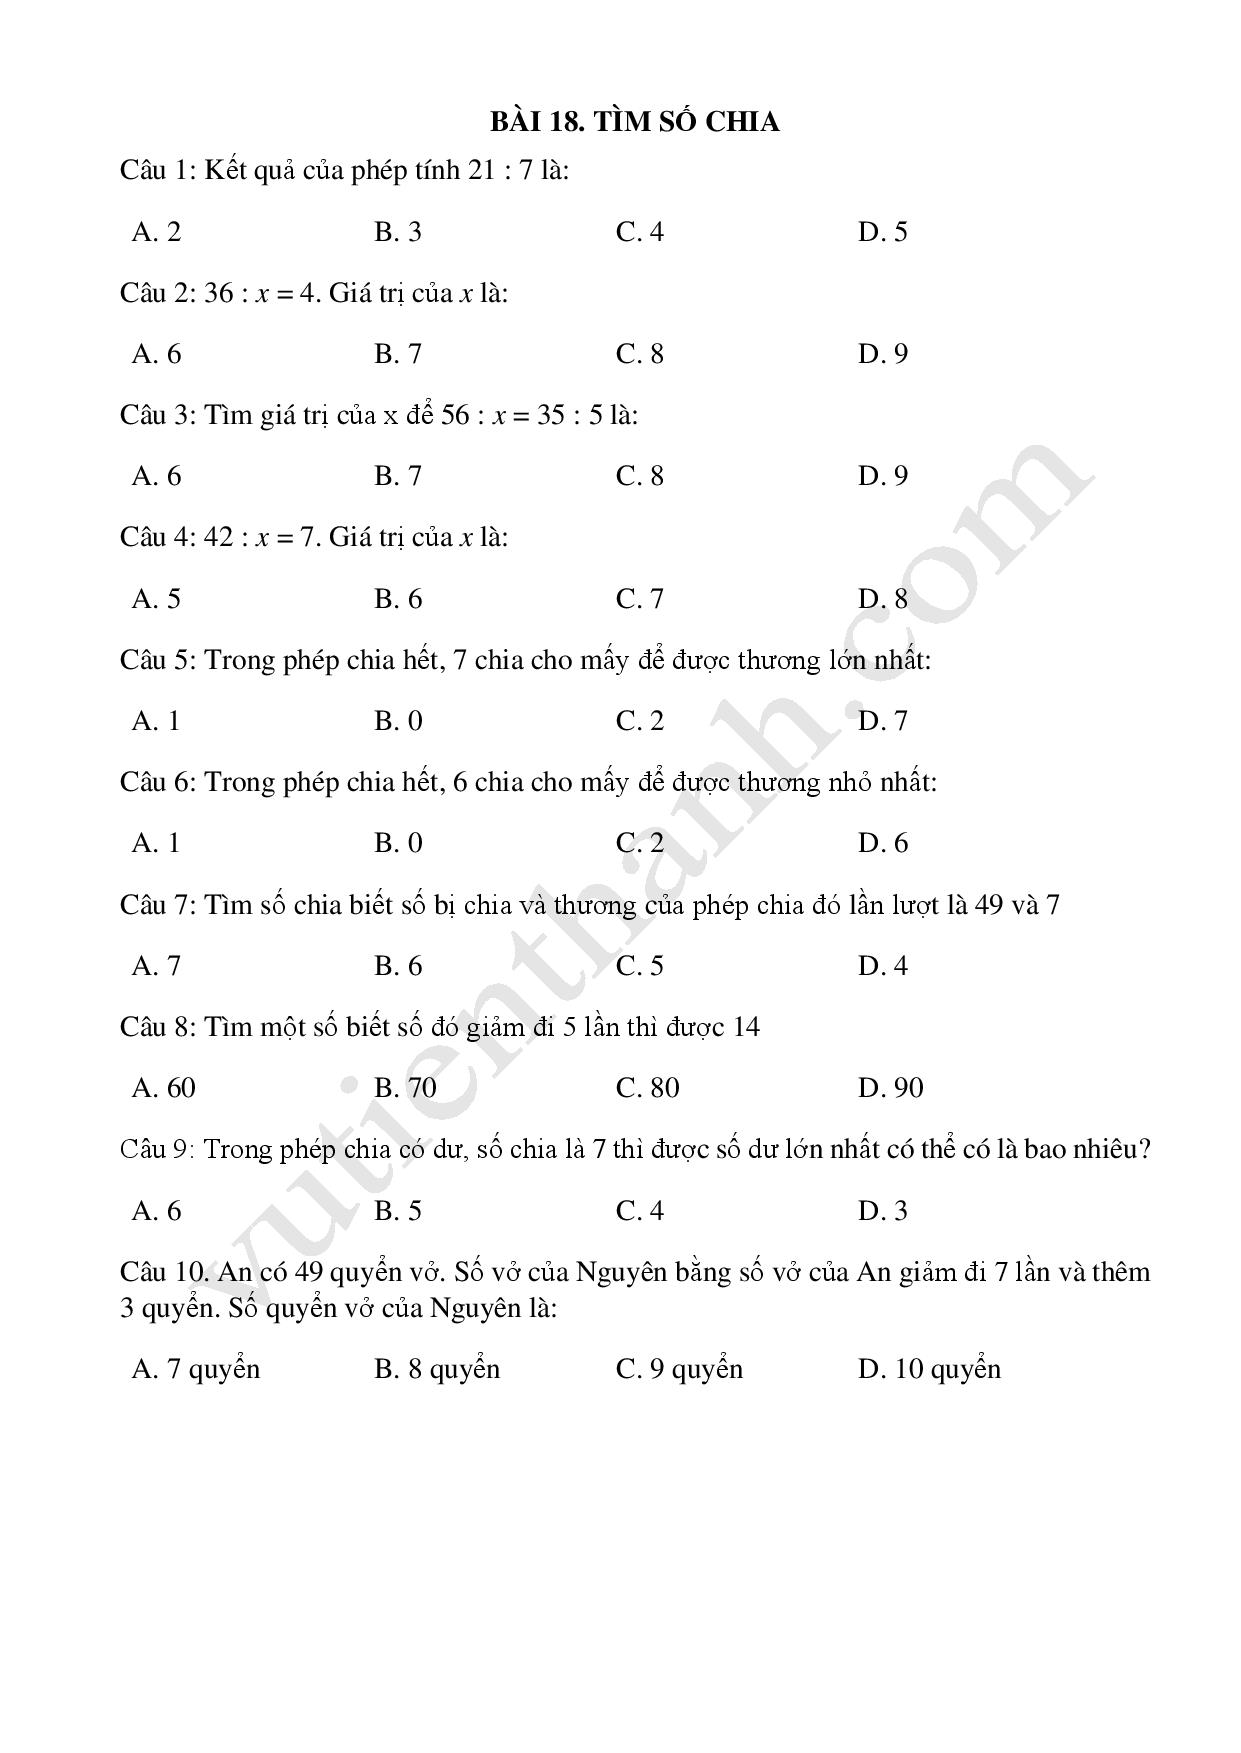 BÀI 18. TÌM SỐ CHIA
Câu 1: Kết quả của phép tính 21 : 7 là:
A. 2 B. 3 C. 4 D. 5
Câu 2: 36 : x = 4. Giá trị của x là:
A. 6 B. 7 C. 8 D. 9
Câu 3: Tìm giá trị của x để 56 : x = 35 : 5 là:
A. 6 B. 7 C. 8 D. 9
Câu 4: 42 : x = 7. Giá trị của x là:
A. 5 B. 6 C. 7 D. 8
Câu 5: Trong phép chia hết, 7 chia cho mấy để được thương lớn nhất:
A. 1 B. 0 C. 2 D. 7
Câu 6: Trong phép chia hết, 6 chia cho mấy để được thương nhỏ nhất:
A. 1 B. 0 C. 2 D. 6
Câu 7: Tìm số chia biết số bị chia và thương của phép chia đó lần lượt là 49 và 7
A. 7 B. 6 C. 5 D. 4
Câu 8: Tìm một số biết số đó giảm đi 5 lần thì được 14
A. 60 B. 70 C. 80 D. 90
Câu 9: Trong phép chia có dư, số chia là 7 thì được số dư lớn nhất có thể có là bao nhiêu?
A. 6 B. 5 C. 4 D. 3
Câu 10. An có 49 quyển vở. Số vở của Nguyên bằng số vở của An giảm đi 7 lần và thêm
3 quyển. Số quyển vở của Nguyên là:
A. 7 quyển B. 8 quyển C. 9 quyển D. 10 quyển
vutienthanh.com